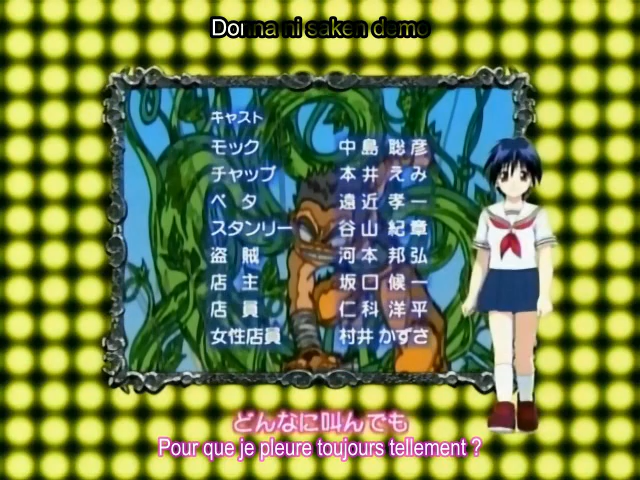 Donna ni saken demo
キャスト
モック 中島 聡彦
チャップ 本井えみ
ペタ 遠近孝一
スタンリー 谷山紀章
盗賊 河本邦弘
店主 坂口候一
店員 仁科洋平
女性店員 村井かずさ
どんなに叫んでも
Pour que je pleure toujours tellement ?